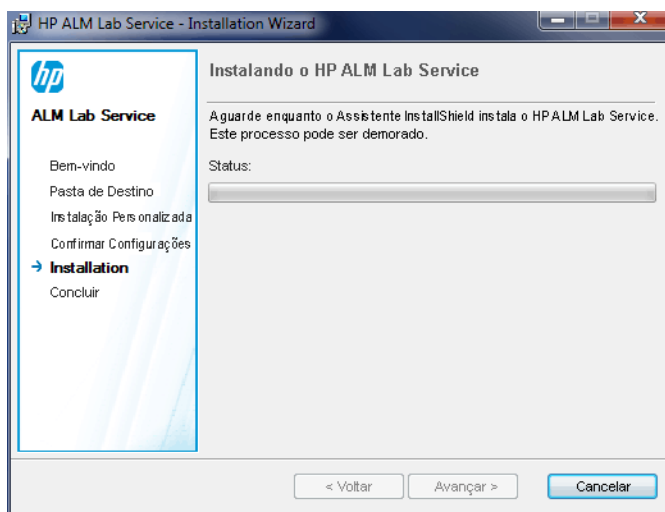 HP ALM Lab Service - Installation Wizard
hp
ALM Lab Service
Bem-vindo
Pasta de Destino
Instalação Personalizada
Confirmar Configurações
Installation
Concluir
Instalando o HP ALM Lab Service
Aguarde enquanto o Assistente InstallShield instala o HP ALM Lab Service.
Este processo pode ser demorado.
Status:
< Voltar
Avançar >
Cancelar